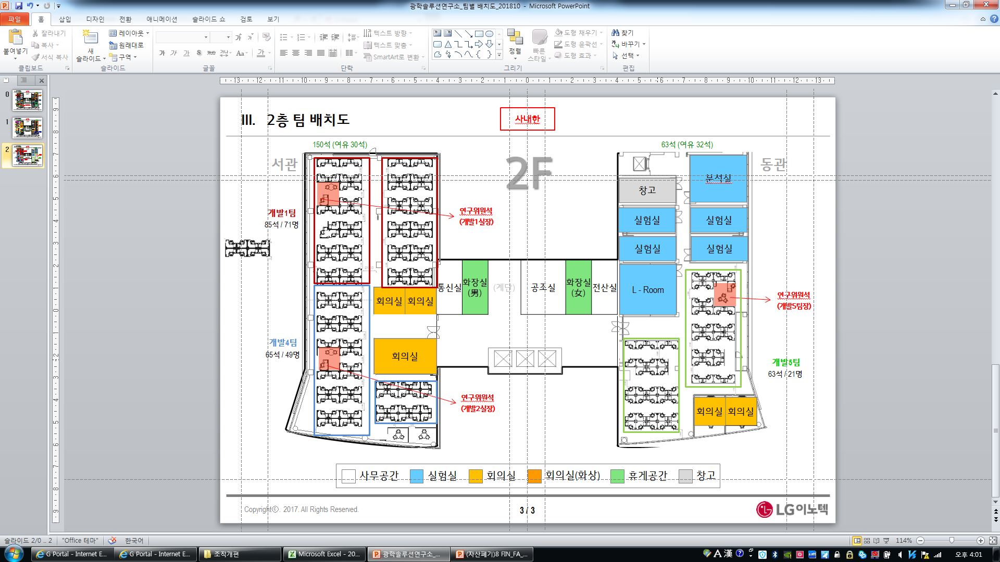 광학솔루션연구소_팀별 배치도_201810 - Microsoft PowerPoint
파일 홈 삽입 디자인 전환 애니메이션 슬라이드 쇼 검토 보기
붙여넣기
잘라내기
복사
서식 복사
클립보드
새
슬라이드
레이아웃
원래대로
구역
슬라이드
가 가 가 S 가나 Aa 가
글꼴
텍스트 방향
텍스트 맞춤
SmartArt로 변환
단락
정렬
빠른
스타일
도형 채우기
도형 윤곽선
도형 효과
그리기
찾기
바꾸기
선택
편집
0
1
2
III. 2층 팀 배치도
사내한
150석 (여유 30석)
63석 (여유 32석)
서관
2F
동관
분석실
창고
개발1팀
85석 / 71명
연구위원석
(개발1실장)
실험실
실험실
실험실
실험실
통신실
화장실
(男)
(계단)
공조실
화장실
(女)
전산실
L - Room
회의실
회의실
연구위원석
(개발5팀장)
개발4팀
65석 / 49명
회의실
개발5팀
63석 / 21명
연구위원석
(개발2실장)
회의실
회의실
사무공간 실험실 회의실 회의실(화상) 휴게공간 창고
Copyrightⓒ. 2017. All Rights Reserved.
3 / 3
LG이노텍
슬라이드 2/0 .. 2 "Office 테마" 한국어
114%
G Portal - Internet E...
G Portal - Internet E...
조직개편
Microsoft Excel - 20...
광학솔루션연구소_...
(자산폐기)8 FIN_FA_...
A 漢
오후 4:01